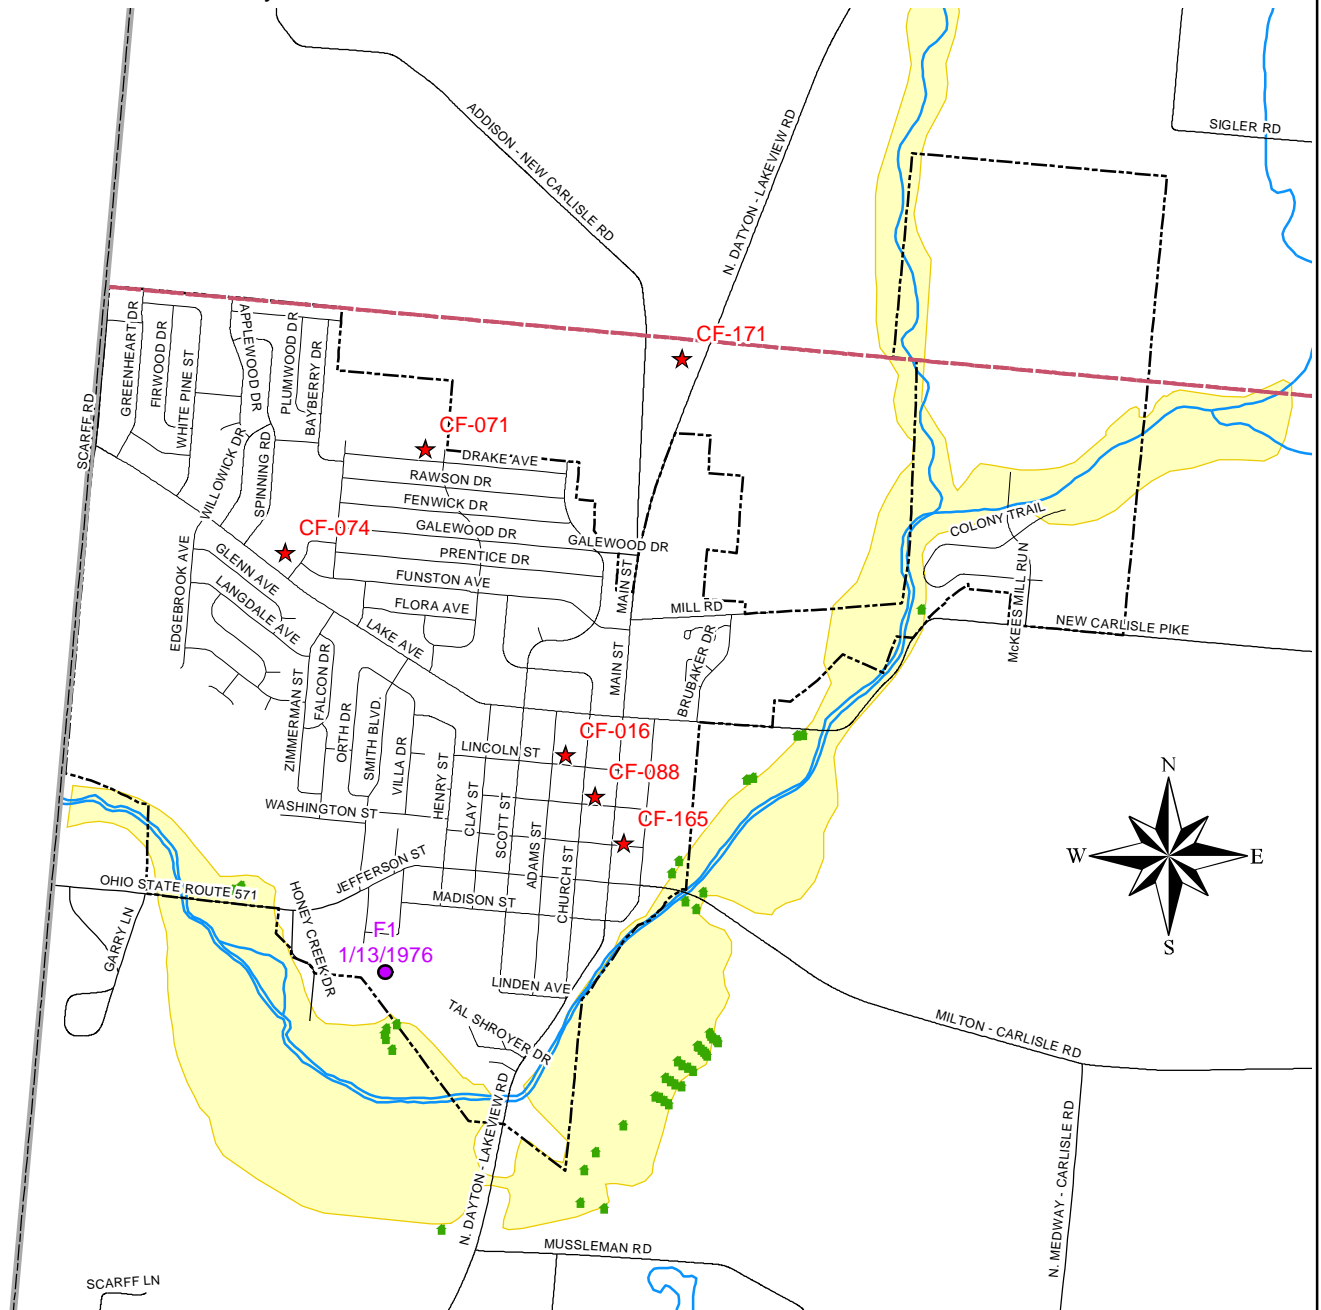 ADDISON - NEW CARLISLE RD
N. DATYON - LAKEVIEW RD
SIGLER RD
SCARFF RD
GREENHEART DR
FIRWOOD DR
WHITE PINE ST
APPLEWOOD DR
PLUMWOOD DR
BAYBERRY DR
WILLOWICK DR
SPINNING RD
CF-171
CF-071
DRAKE AVE
RAWSON DR
FENWICK DR
GALEWOOD DR
GALEWOOD DR
PRENTICE DR
FUNSTON AVE
FLORA AVE
CF-074
GLENN AVE
LANGDALE AVE
EDGEBROOK AVE
LAKE AVE
MAIN ST
MAIN ST
MILL RD
BRUBAKER DR
COLONY TRAIL
McKEES MILL RUN
NEW CARLISLE PIKE
ZIMMERMAN ST
FALCON DR
ORTH DR
SMITH BLVD.
VILLA DR
HENRY ST
CLAY ST
SCOTT ST
ADAMS ST
CHURCH ST
LINCOLN ST
CF-016
CF-088
CF-165
WASHINGTON ST
JEFFERSON ST
MADISON ST
OHIO STATE ROUTE 571
GARRY LN
HONEY CREEK DR
F1
1/13/1976
LINDEN AVE
TAL SHROYER DR
N. DAYTON - LAKEVIEW RD
MILTON - CARLISLE RD
N. MEDWAY - CARLISLE RD
MUSSLEMAN RD
SCARFF LN
N
W
E
S